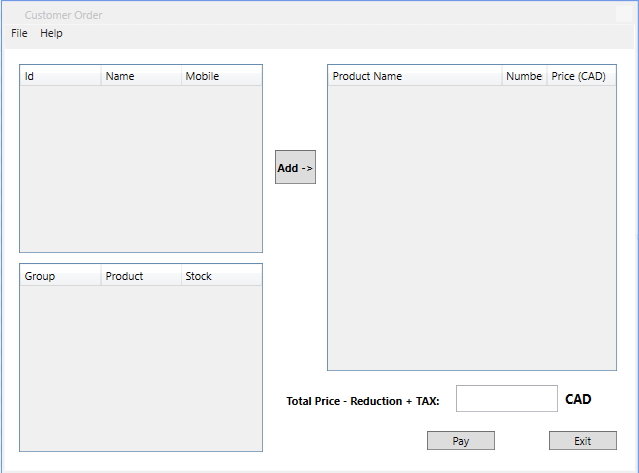 Customer Order
File Help
Id Name Mobile
Product Name Numbe Price (CAD)
Add ->
Group Product Stock
Total Price - Reduction + TAX: CAD
Pay Exit